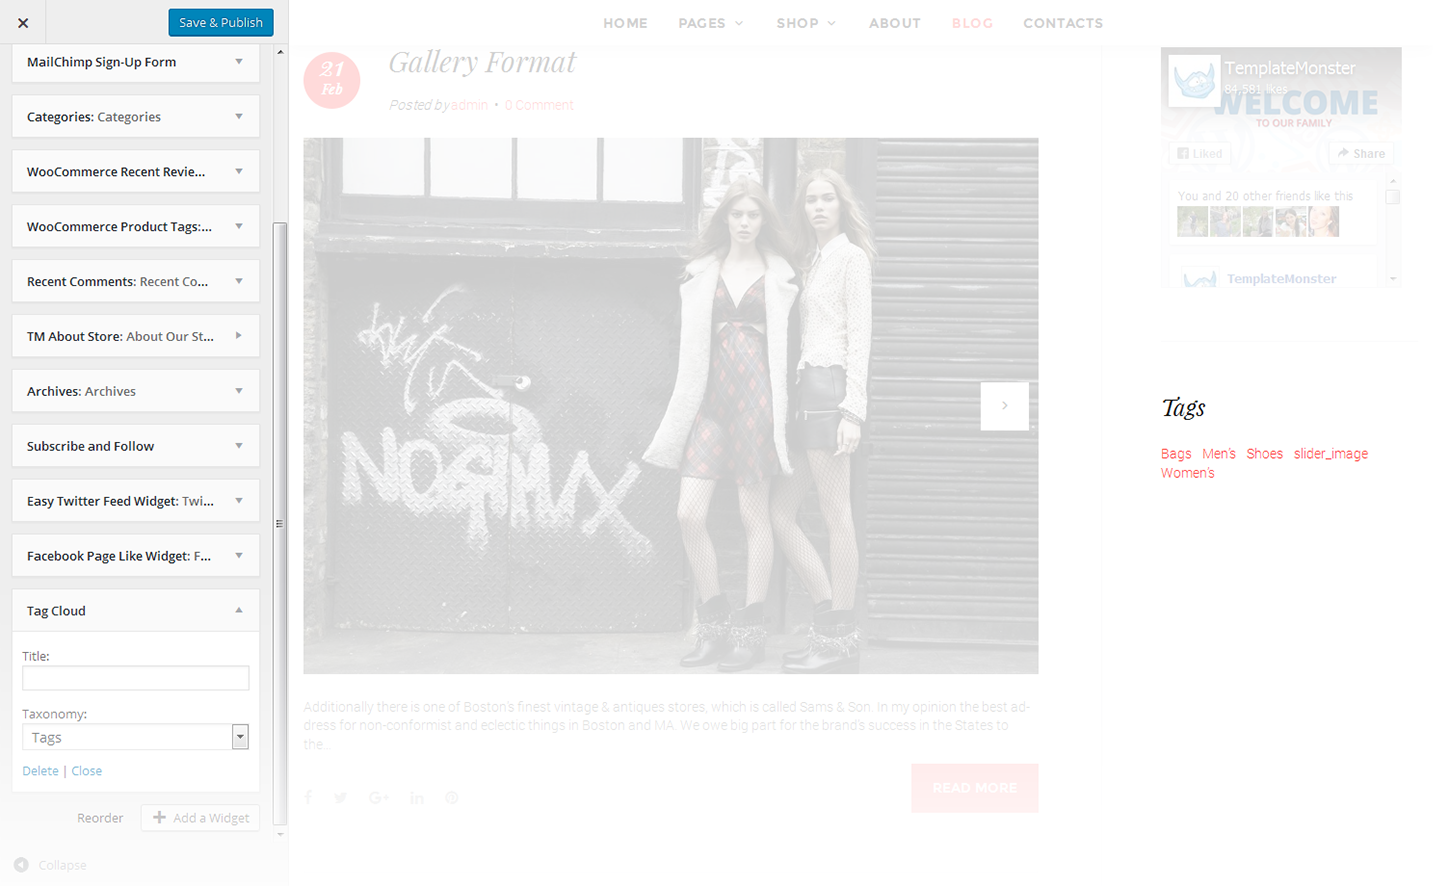 Save & Publish
MailChimp Sign-Up Form
Categories: Categories
WooCommerce Recent Revie...
WooCommerce Product Tags:...
Recent Comments: Recent Co...
TM About Store: About Our St...
Archives: Archives
Subscribe and Follow
Easy Twitter Feed Widget: Twi...
Facebook Page Like Widget: F...
Tag Cloud
Title:
Taxonomy:
Tags
Delete | Close
Reorder
Add a Widget
Collapse
HOME PAGES SHOP ABOUT BLOG CONTACTS
21
Feb
Gallery Format
Posted by admin • 0 Comment
Additionally there is one of Boston's finest vintage & antiques stores, which is called Sams & Son. In my opinion the best ad-
dress for non-conformist and eclectic things in Boston and MA. We owe big part for the brand's success in the States to
the...
READ MORE
TemplateMonster
84,581 likes
WELCOME
TO OUR FAMILY
Liked
Share
You and 20 other friends like this
TemplateMonster
Tags
Bags Men's Shoes slider_image
Women's